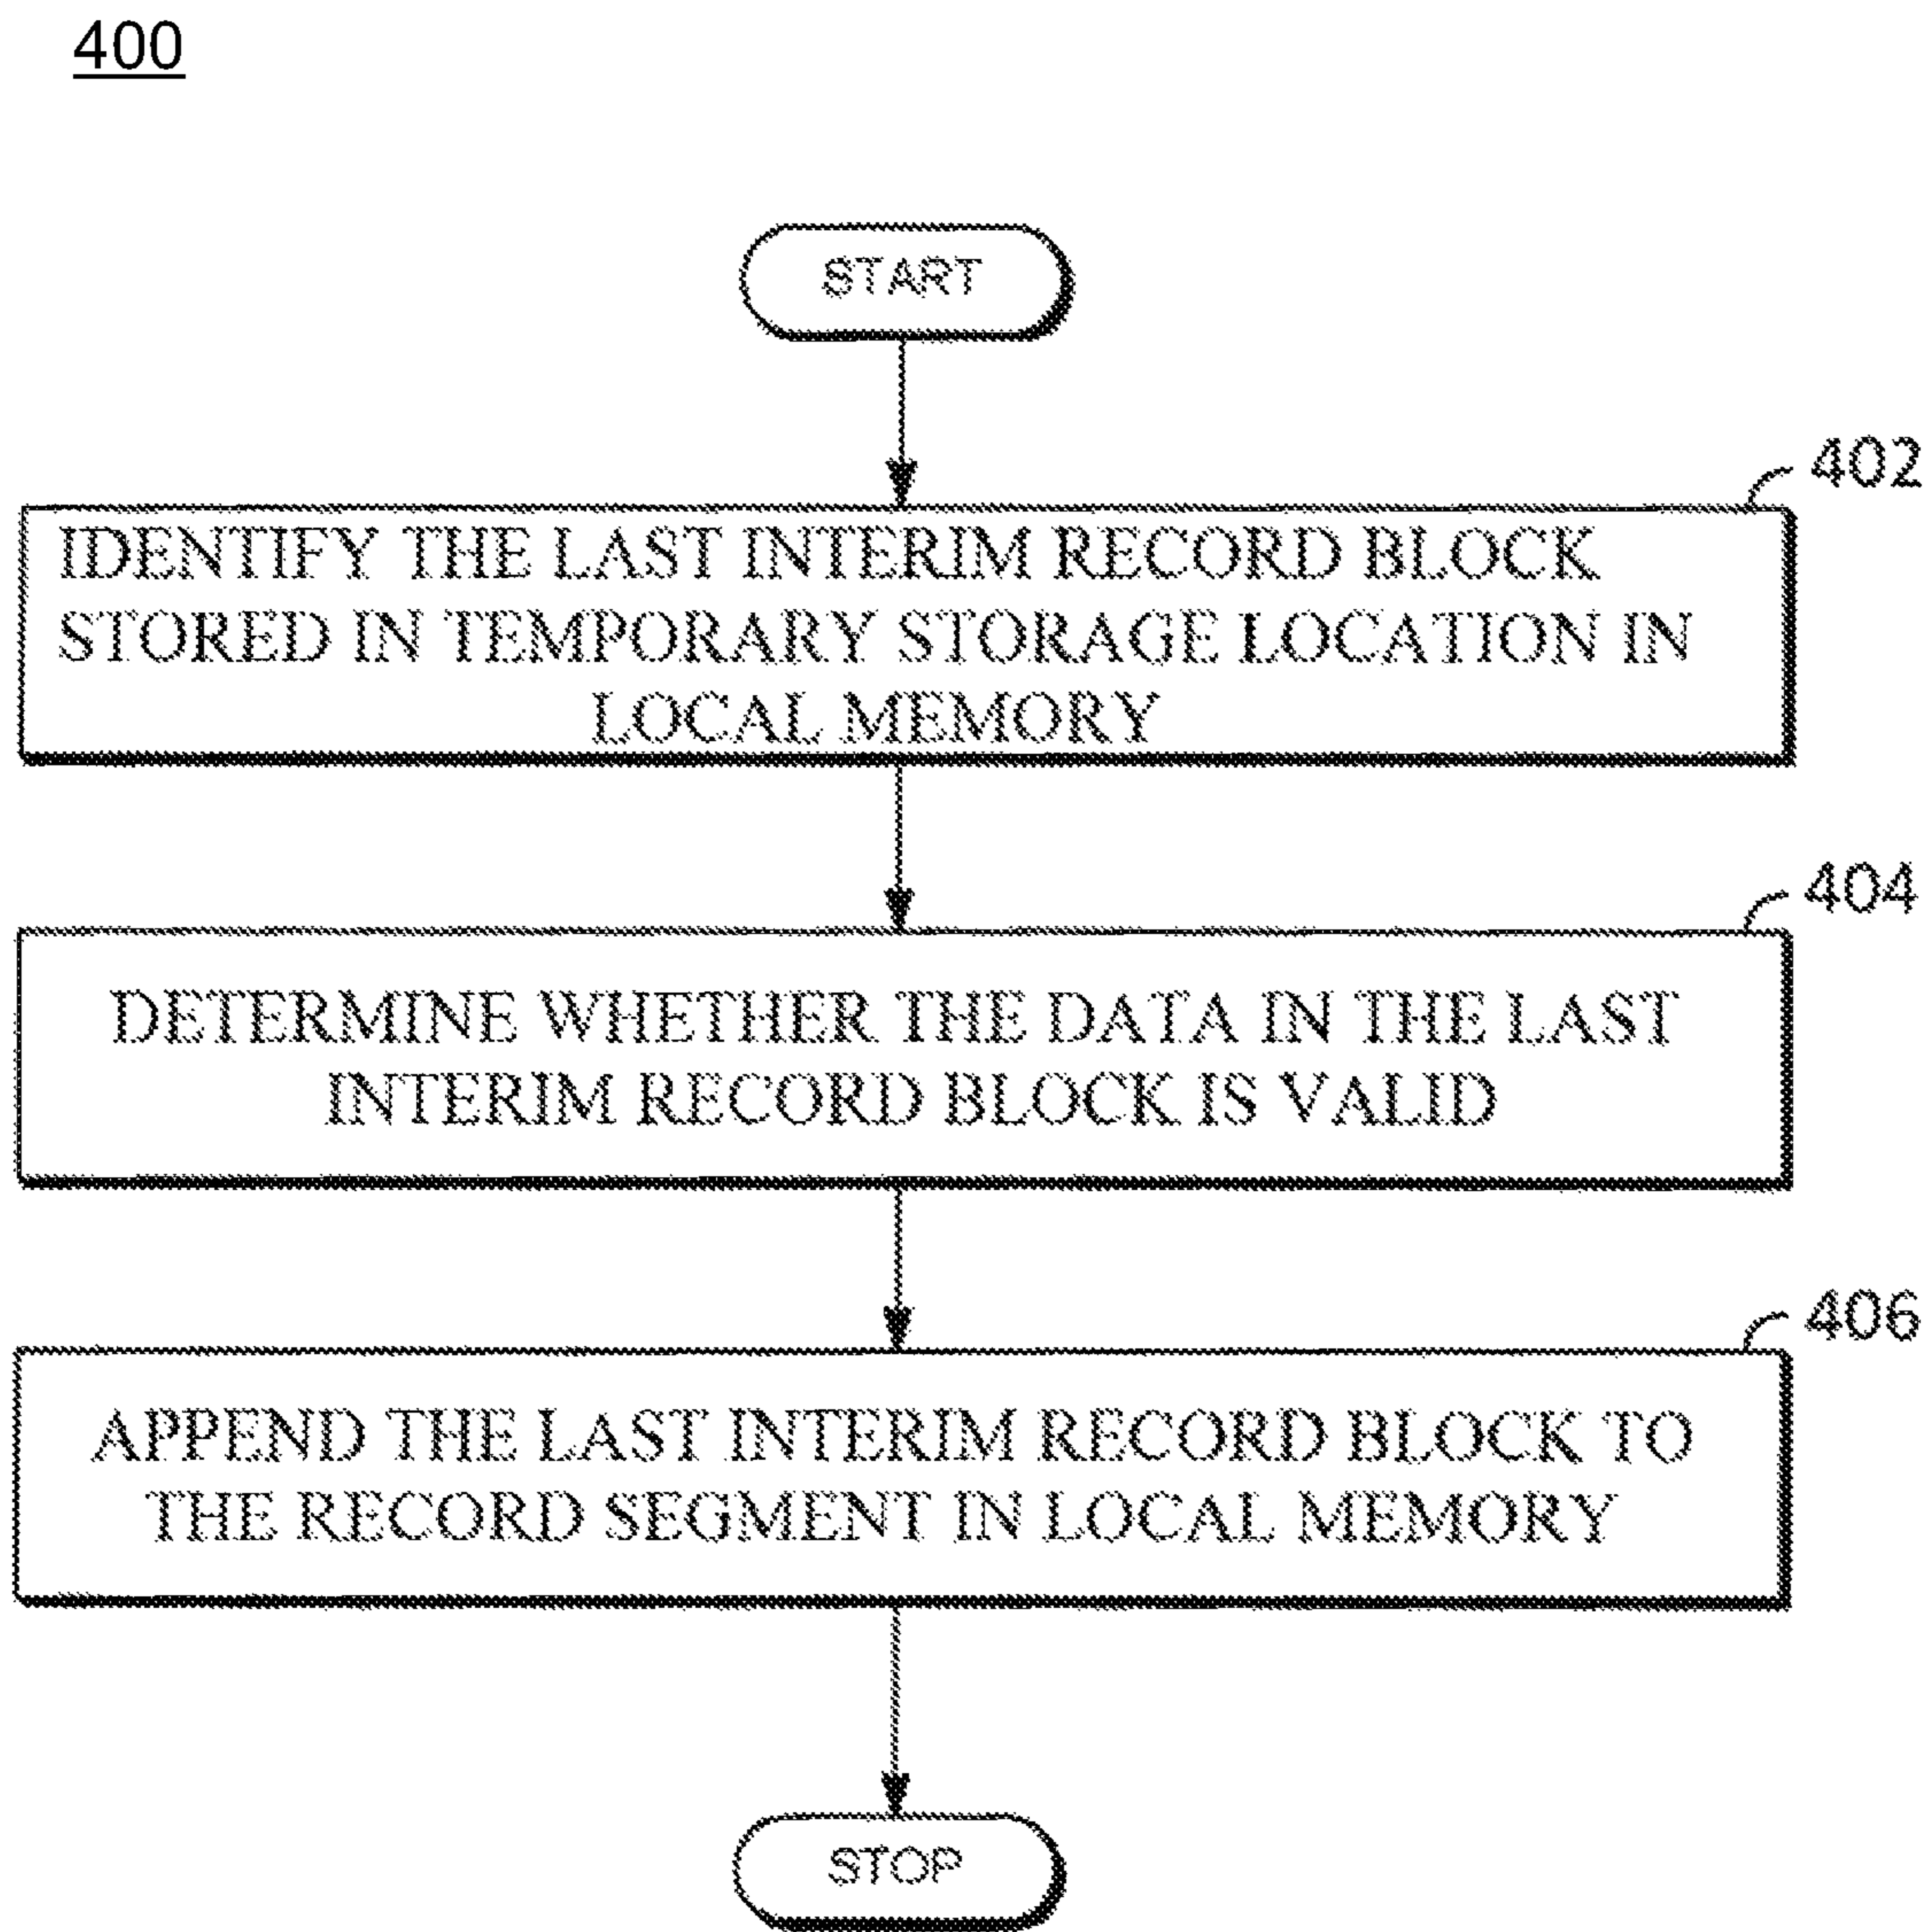 400
START
402
IDENTIFY THE LAST INTERIM RECORD BLOCK
STORED IN TEMPORARY STORAGE LOCATION IN
LOCAL MEMORY
404
DETERMINE WHETHER THE DATA IN THE LAST
INTERIM RECORD BLOCK IS VALID
406
APPEND THE LAST INTERIM RECORD BLOCK TO
THE RECORD SEGMENT IN LOCAL MEMORY
STOP